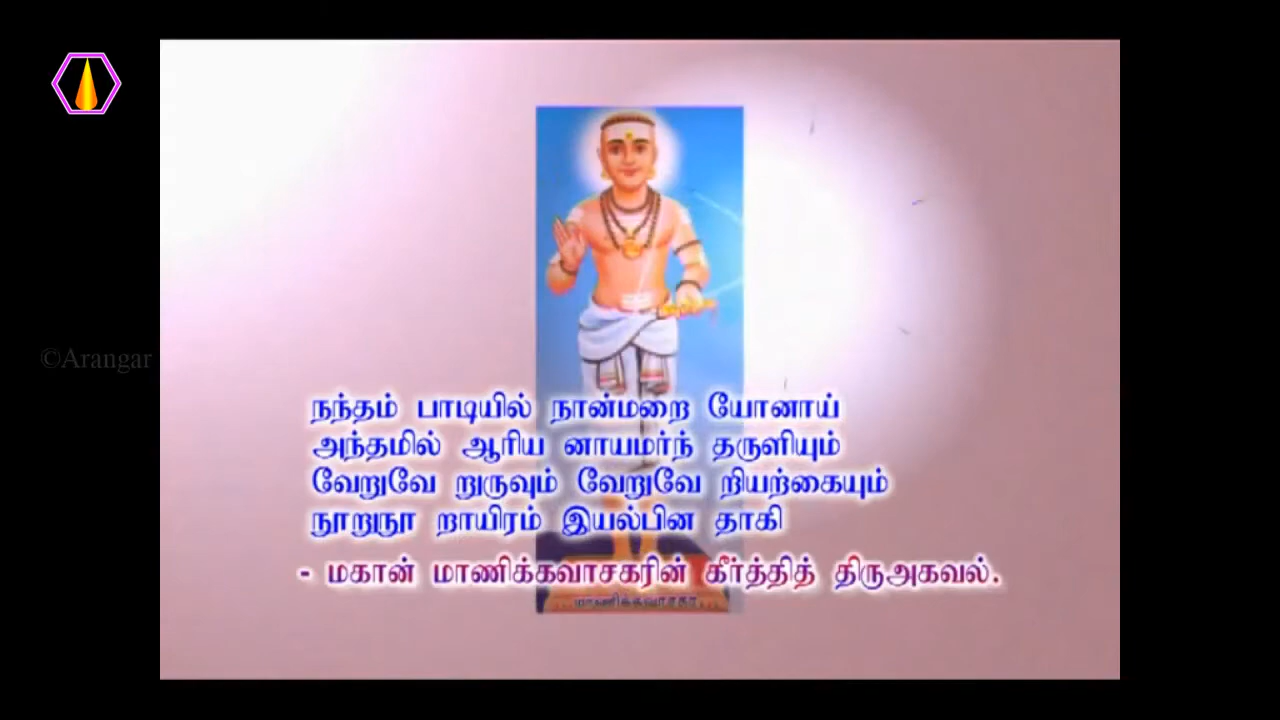 ©Arangar
நந்தம் பாடியில் நான்மறை யோனாய்
அந்தமில் ஆரிய னாயமர்ந் தருளியும்
வேறுவே றுருவும் வேறுவே றியற்கையும்
நூறுநூ றாயிரம் இயல்பின தாகி
- மகான் மாணிக்கவாசகரின் கீர்த்தித் திருஅகவல்.